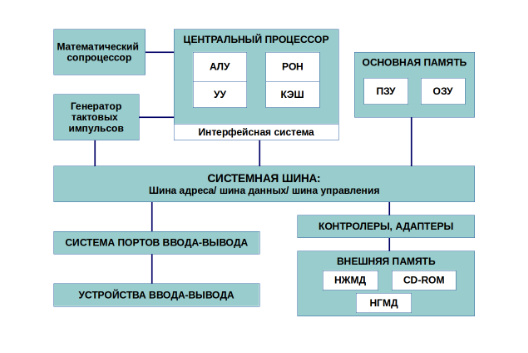 Математический
сопроцессор
ЦЕНТРАЛЬНЫЙ ПРОЦЕССОР
АЛУ
РОН
УУ
КЭШ
Интерфейсная система
ОСНОВНАЯ ПАМЯТЬ
ПЗУ
ОЗУ
Генератор
тактовых
импульсов
СИСТЕМНАЯ ШИНА:
Шина адреса/ шина данных/ шина управления
СИСТЕМА ПОРТОВ ВВОДА-ВЫВОДА
УСТРОЙСТВА ВВОДА-ВЫВОДА
КОНТРОЛЕРЫ, АДАПТЕРЫ
ВНЕШНЯЯ ПАМЯТЬ
НЖМД
CD-ROM
НГМД